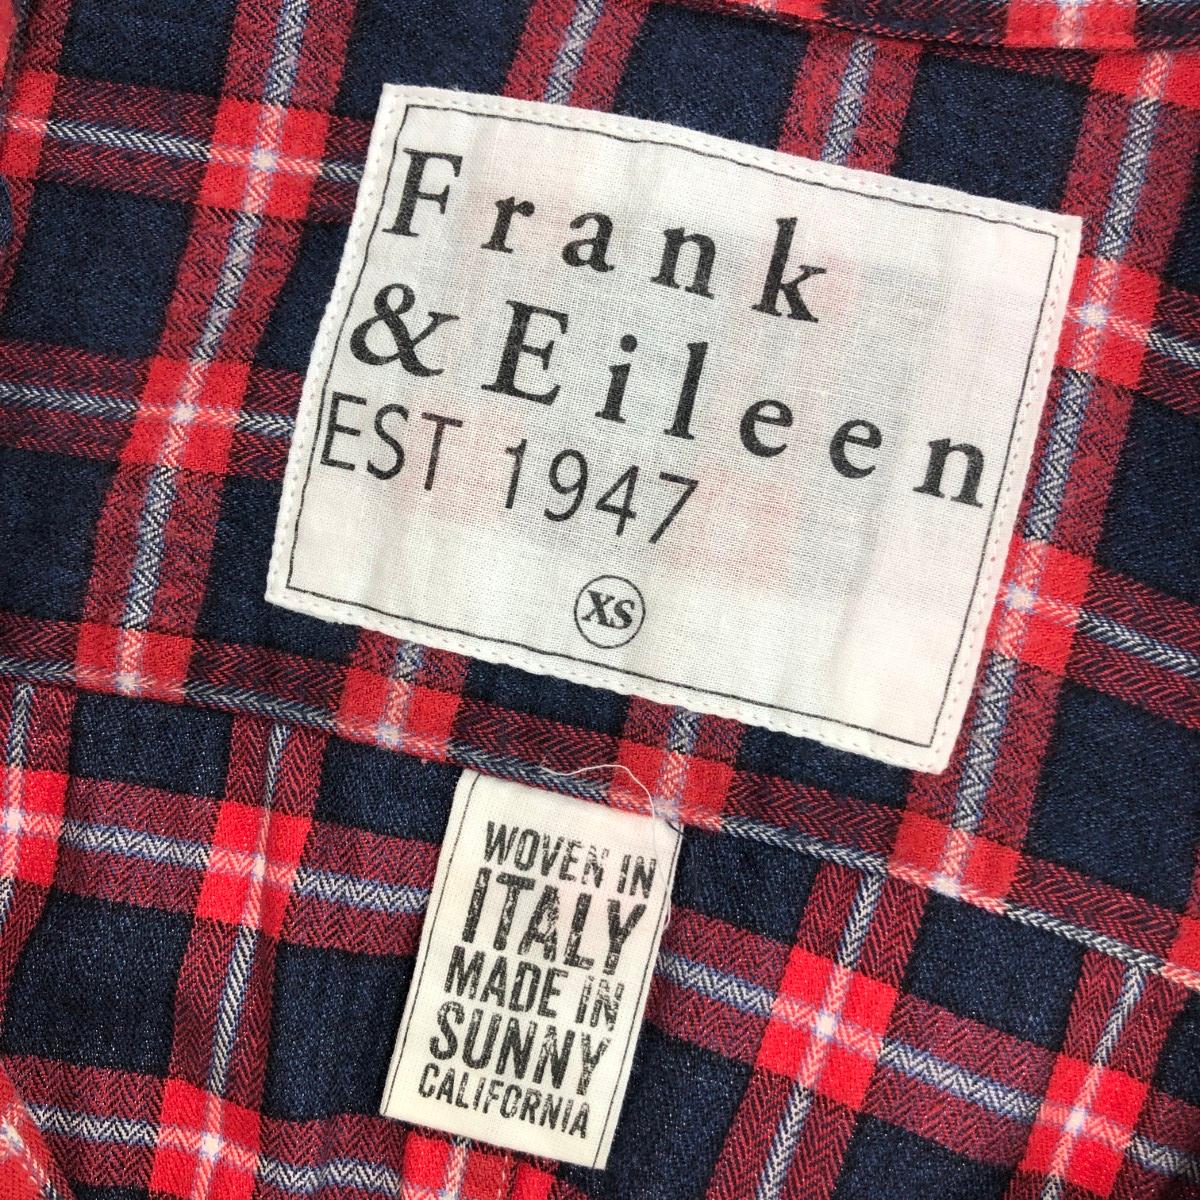 Frank
& Eileen
EST 1947
XS
WOVEN IN
ITALY
MADE IN
SUNNY
CALIFORNIA